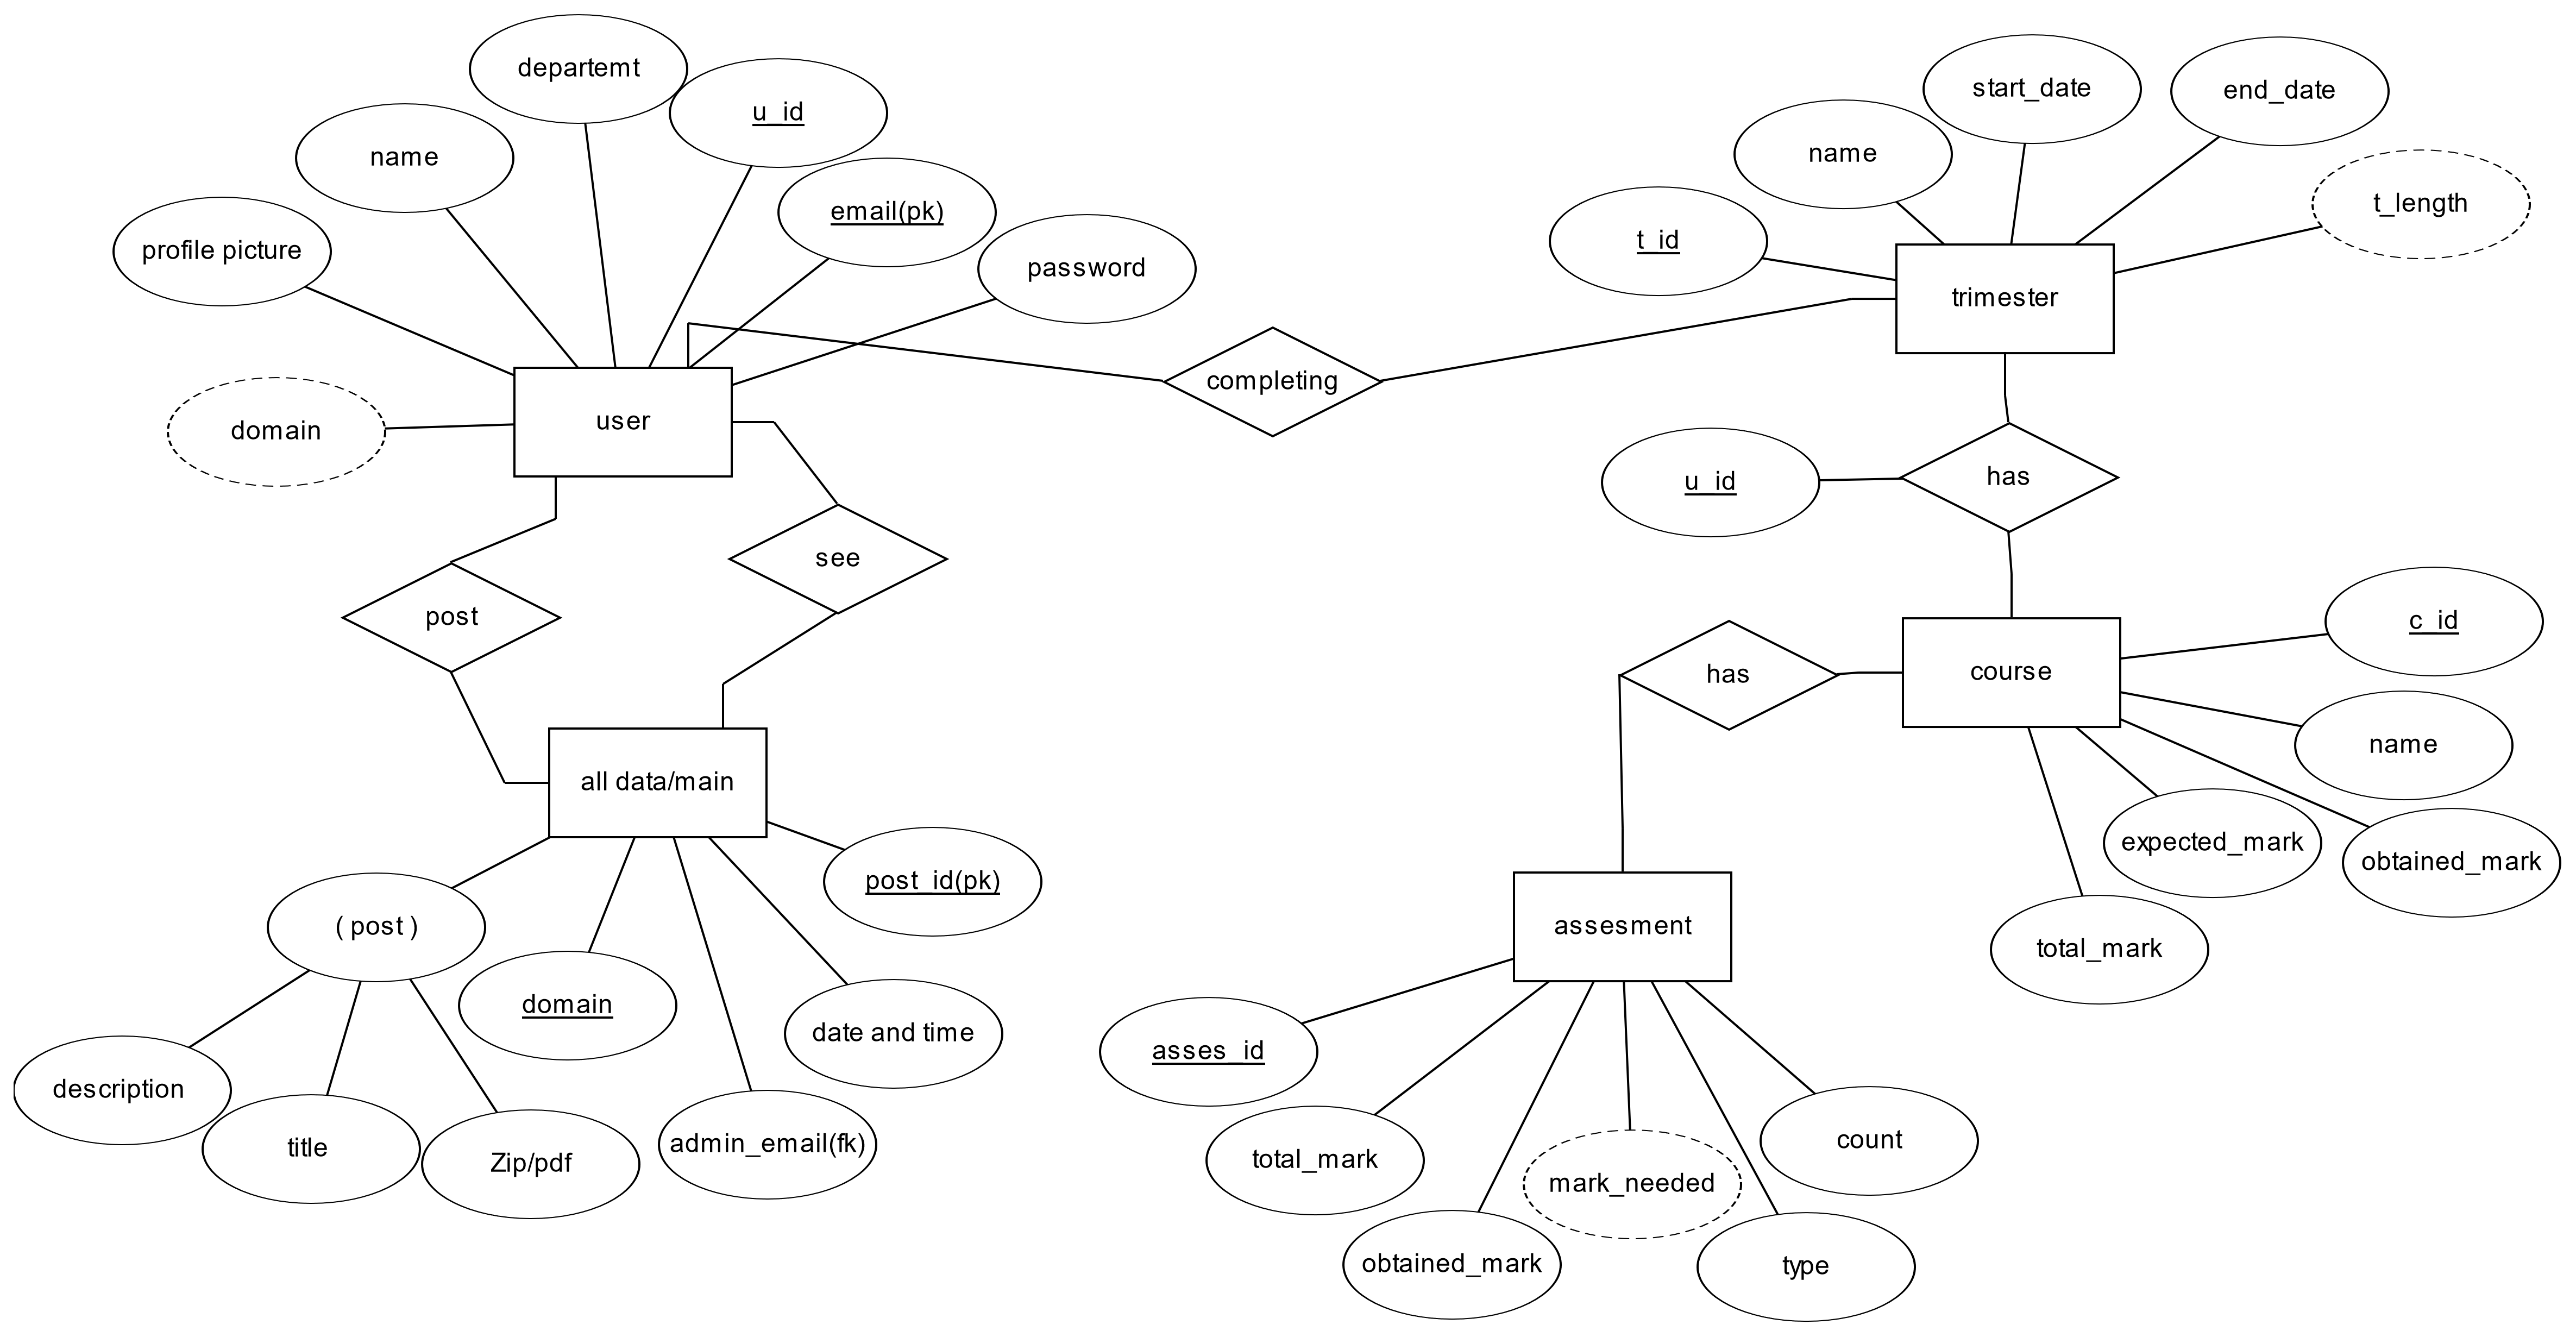 departemt
u_id
name
email(pk)
profile picture
password
domain
user
start_date
end_date
name
t_length
t_id
trimester
completing
has
u_id
see
post
c_id
has
course
name
all data/main
expected_mark
obtained_mark
post_id(pk)
( post )
assesment
total_mark
domain
date and time
asses_id
description
title
Zip/pdf
admin_email(fk)
total_mark
mark_needed
count
obtained_mark
type